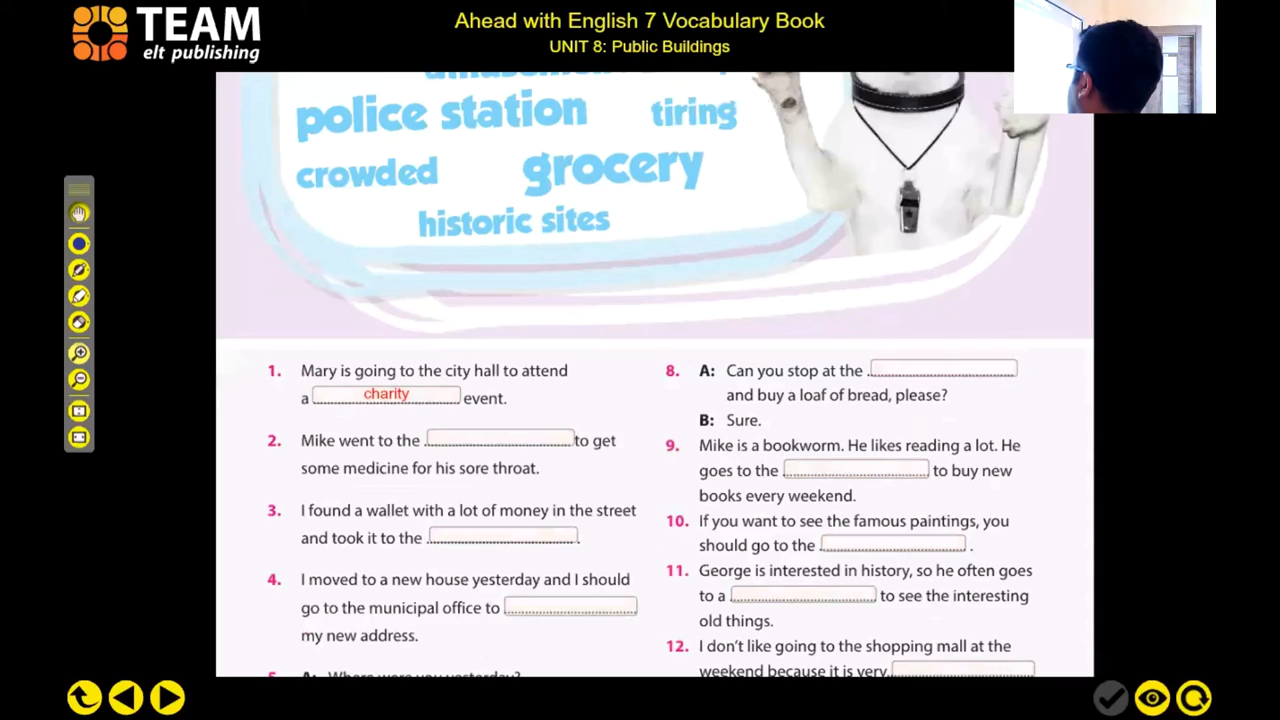 TEAM
elt publishing
Ahead with English 7 Vocabulary Book
UNIT 8: Public Buildings
police station
tiring
crowded
grocery
historic sites
1. Mary is going to the city hall to attend
a charity event.
2. Mike went to the to get
some medicine for his sore throat.
3. I found a wallet with a lot of money in the street
and took it to the .
4. I moved to a new house yesterday and I should
go to the municipal office to
my new address.
5. A: Where were you yesterday?
8. A: Can you stop at the
and buy a loaf of bread, please?
B: Sure.
9. Mike is a bookworm. He likes reading a lot. He
goes to the to buy new
books every weekend.
10. If you want to see the famous paintings, you
should go to the .
11. George is interested in history, so he often goes
to a to see the interesting
old things.
12. I don't like going to the shopping mall at the
weekend because it is very